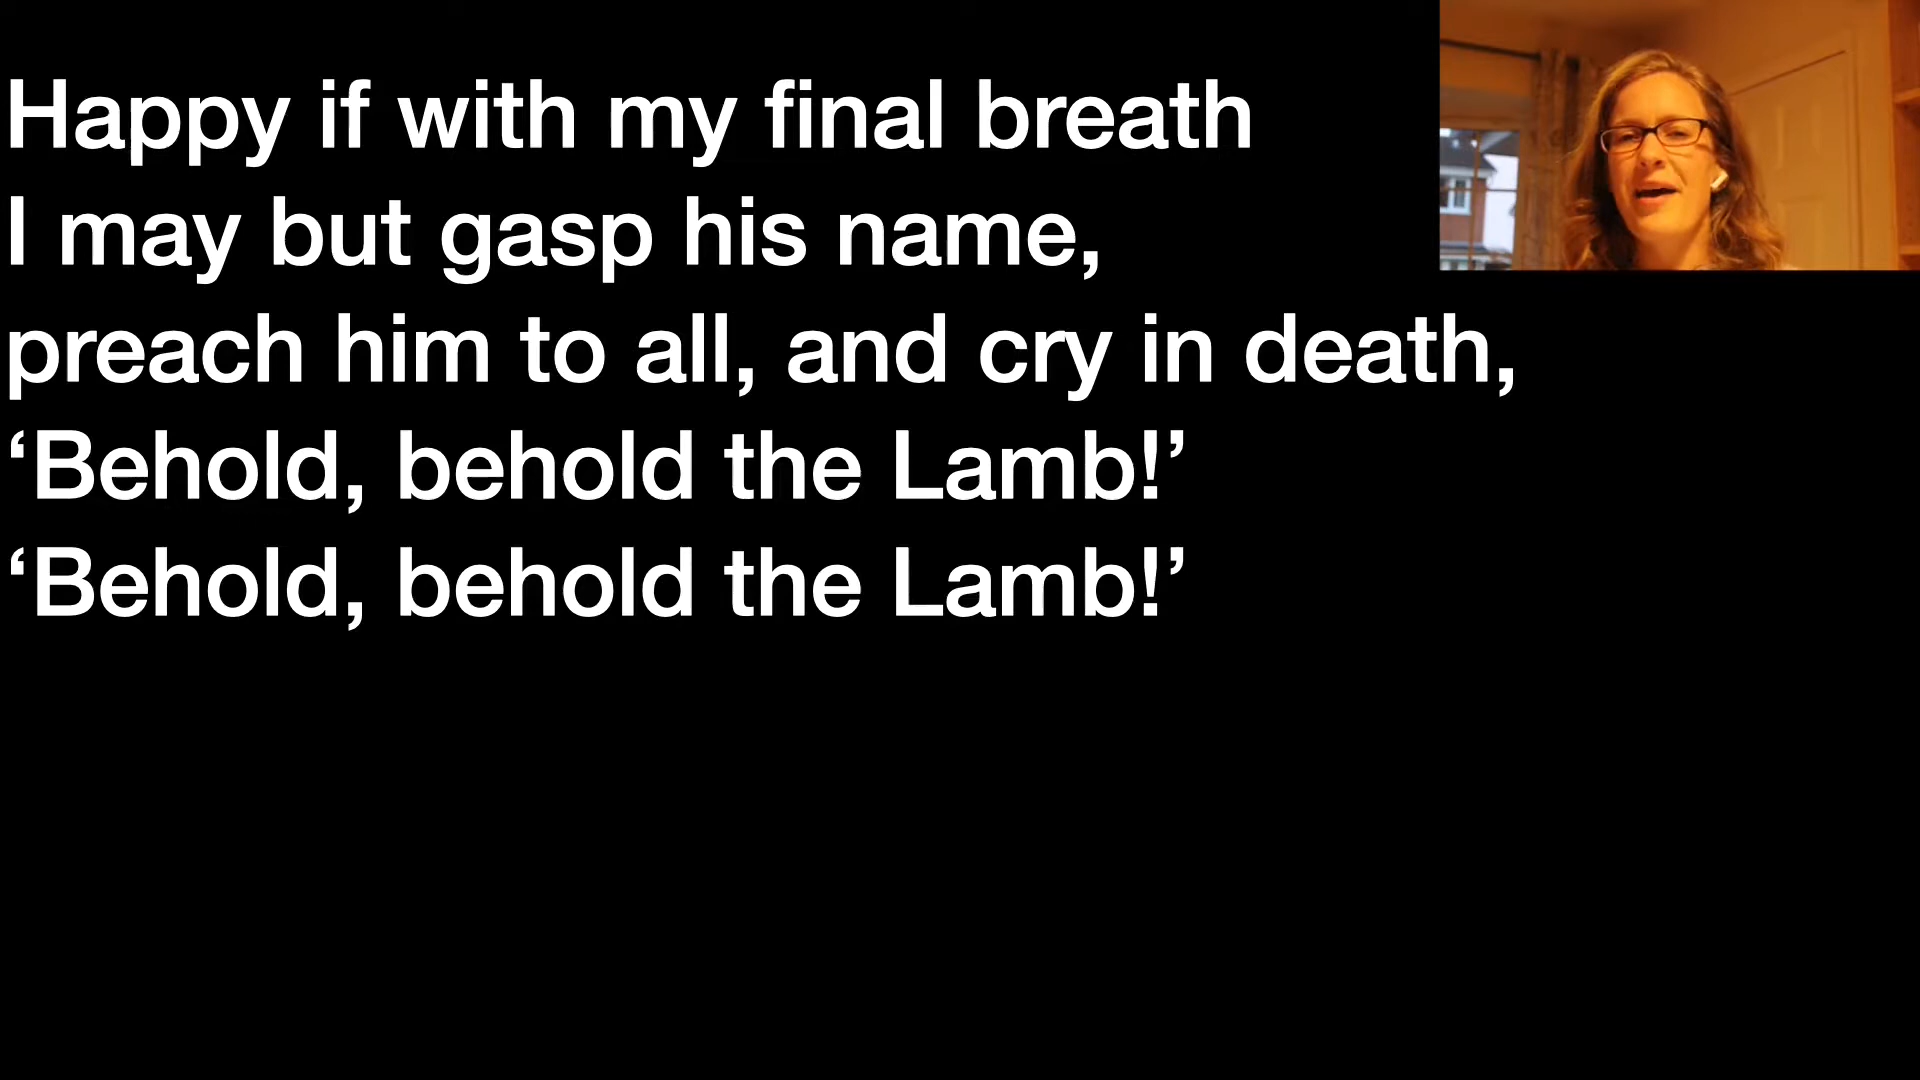 Happy if with my final breath
I may but gasp his name,
preach him to all, and cry in death,
‘Behold, behold the Lamb!’
‘Behold, behold the Lamb!’